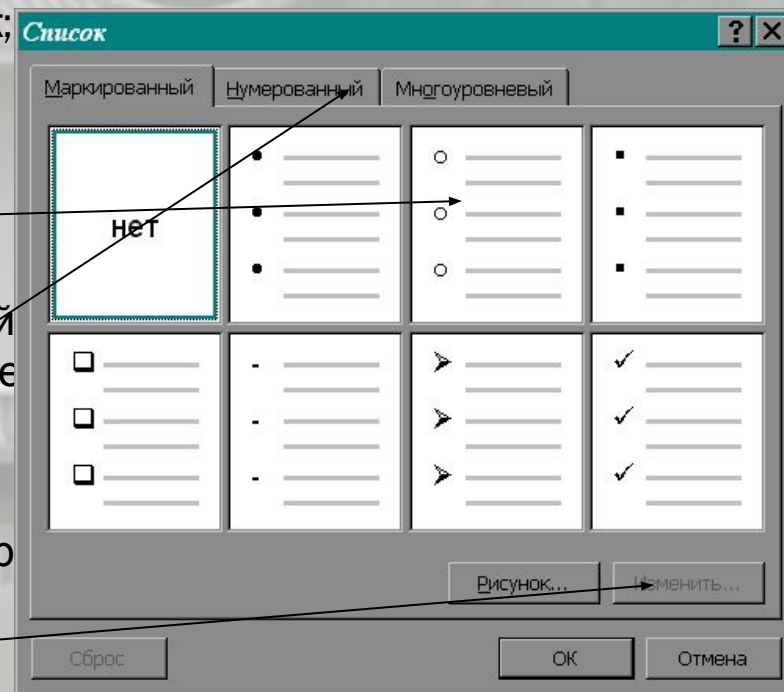 Список
Маркированный Нумерованный Многоуровневый
нет
й
е
р
Рисунок... Изменить...
Сброс ОК Отмена